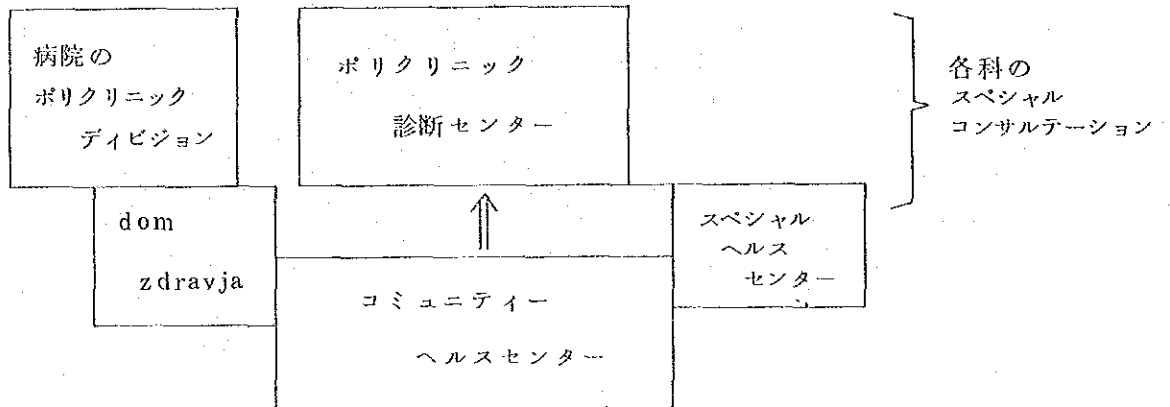 病院の
ポリクリニック
ディビジョン
ポリクリニック
診断センター
各科の
スペシャル
コンサルテーション
dom
zdravja
スペシャル
ヘルス
センター
コミュニティー
ヘルスセンター